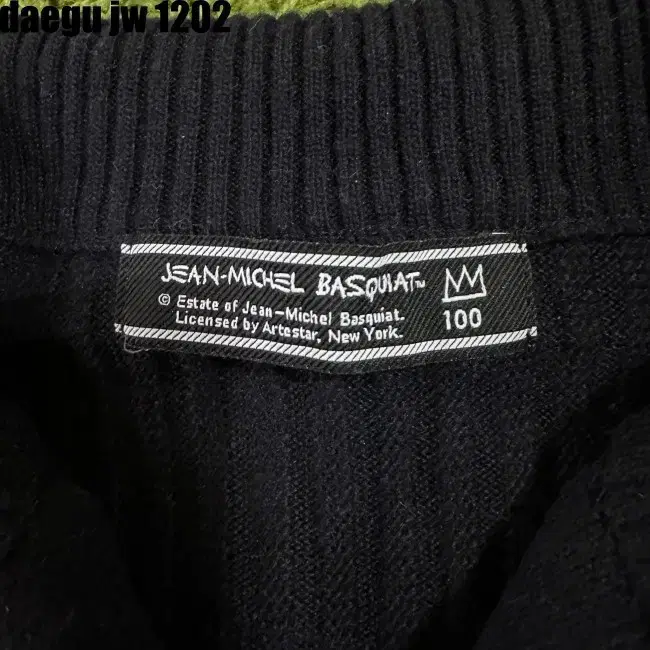 daegu jw 1202
JEAN-MICHEL BASQUIAT™
© Estate of Jean-Michel Basquiat.
Licensed by Artestar, New York.
100